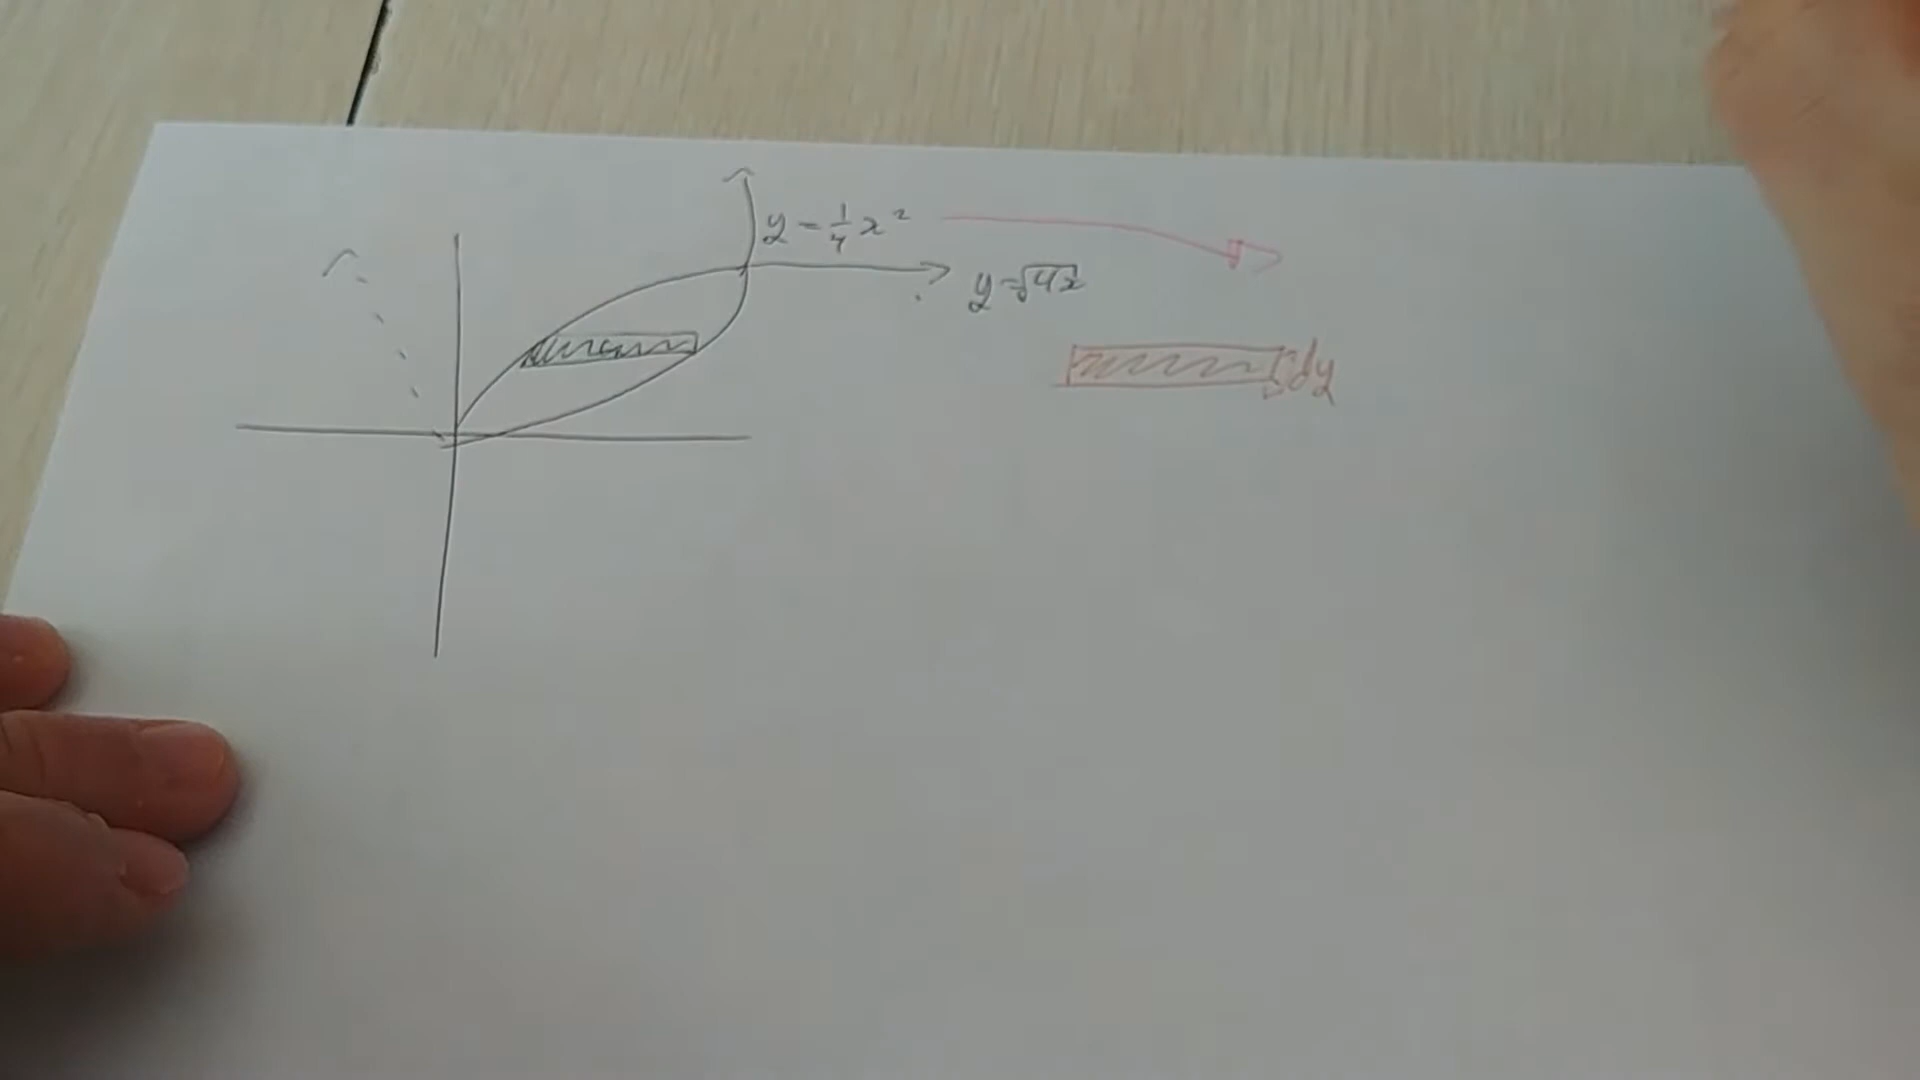 y = 1/4 x²
y = √4x
dy